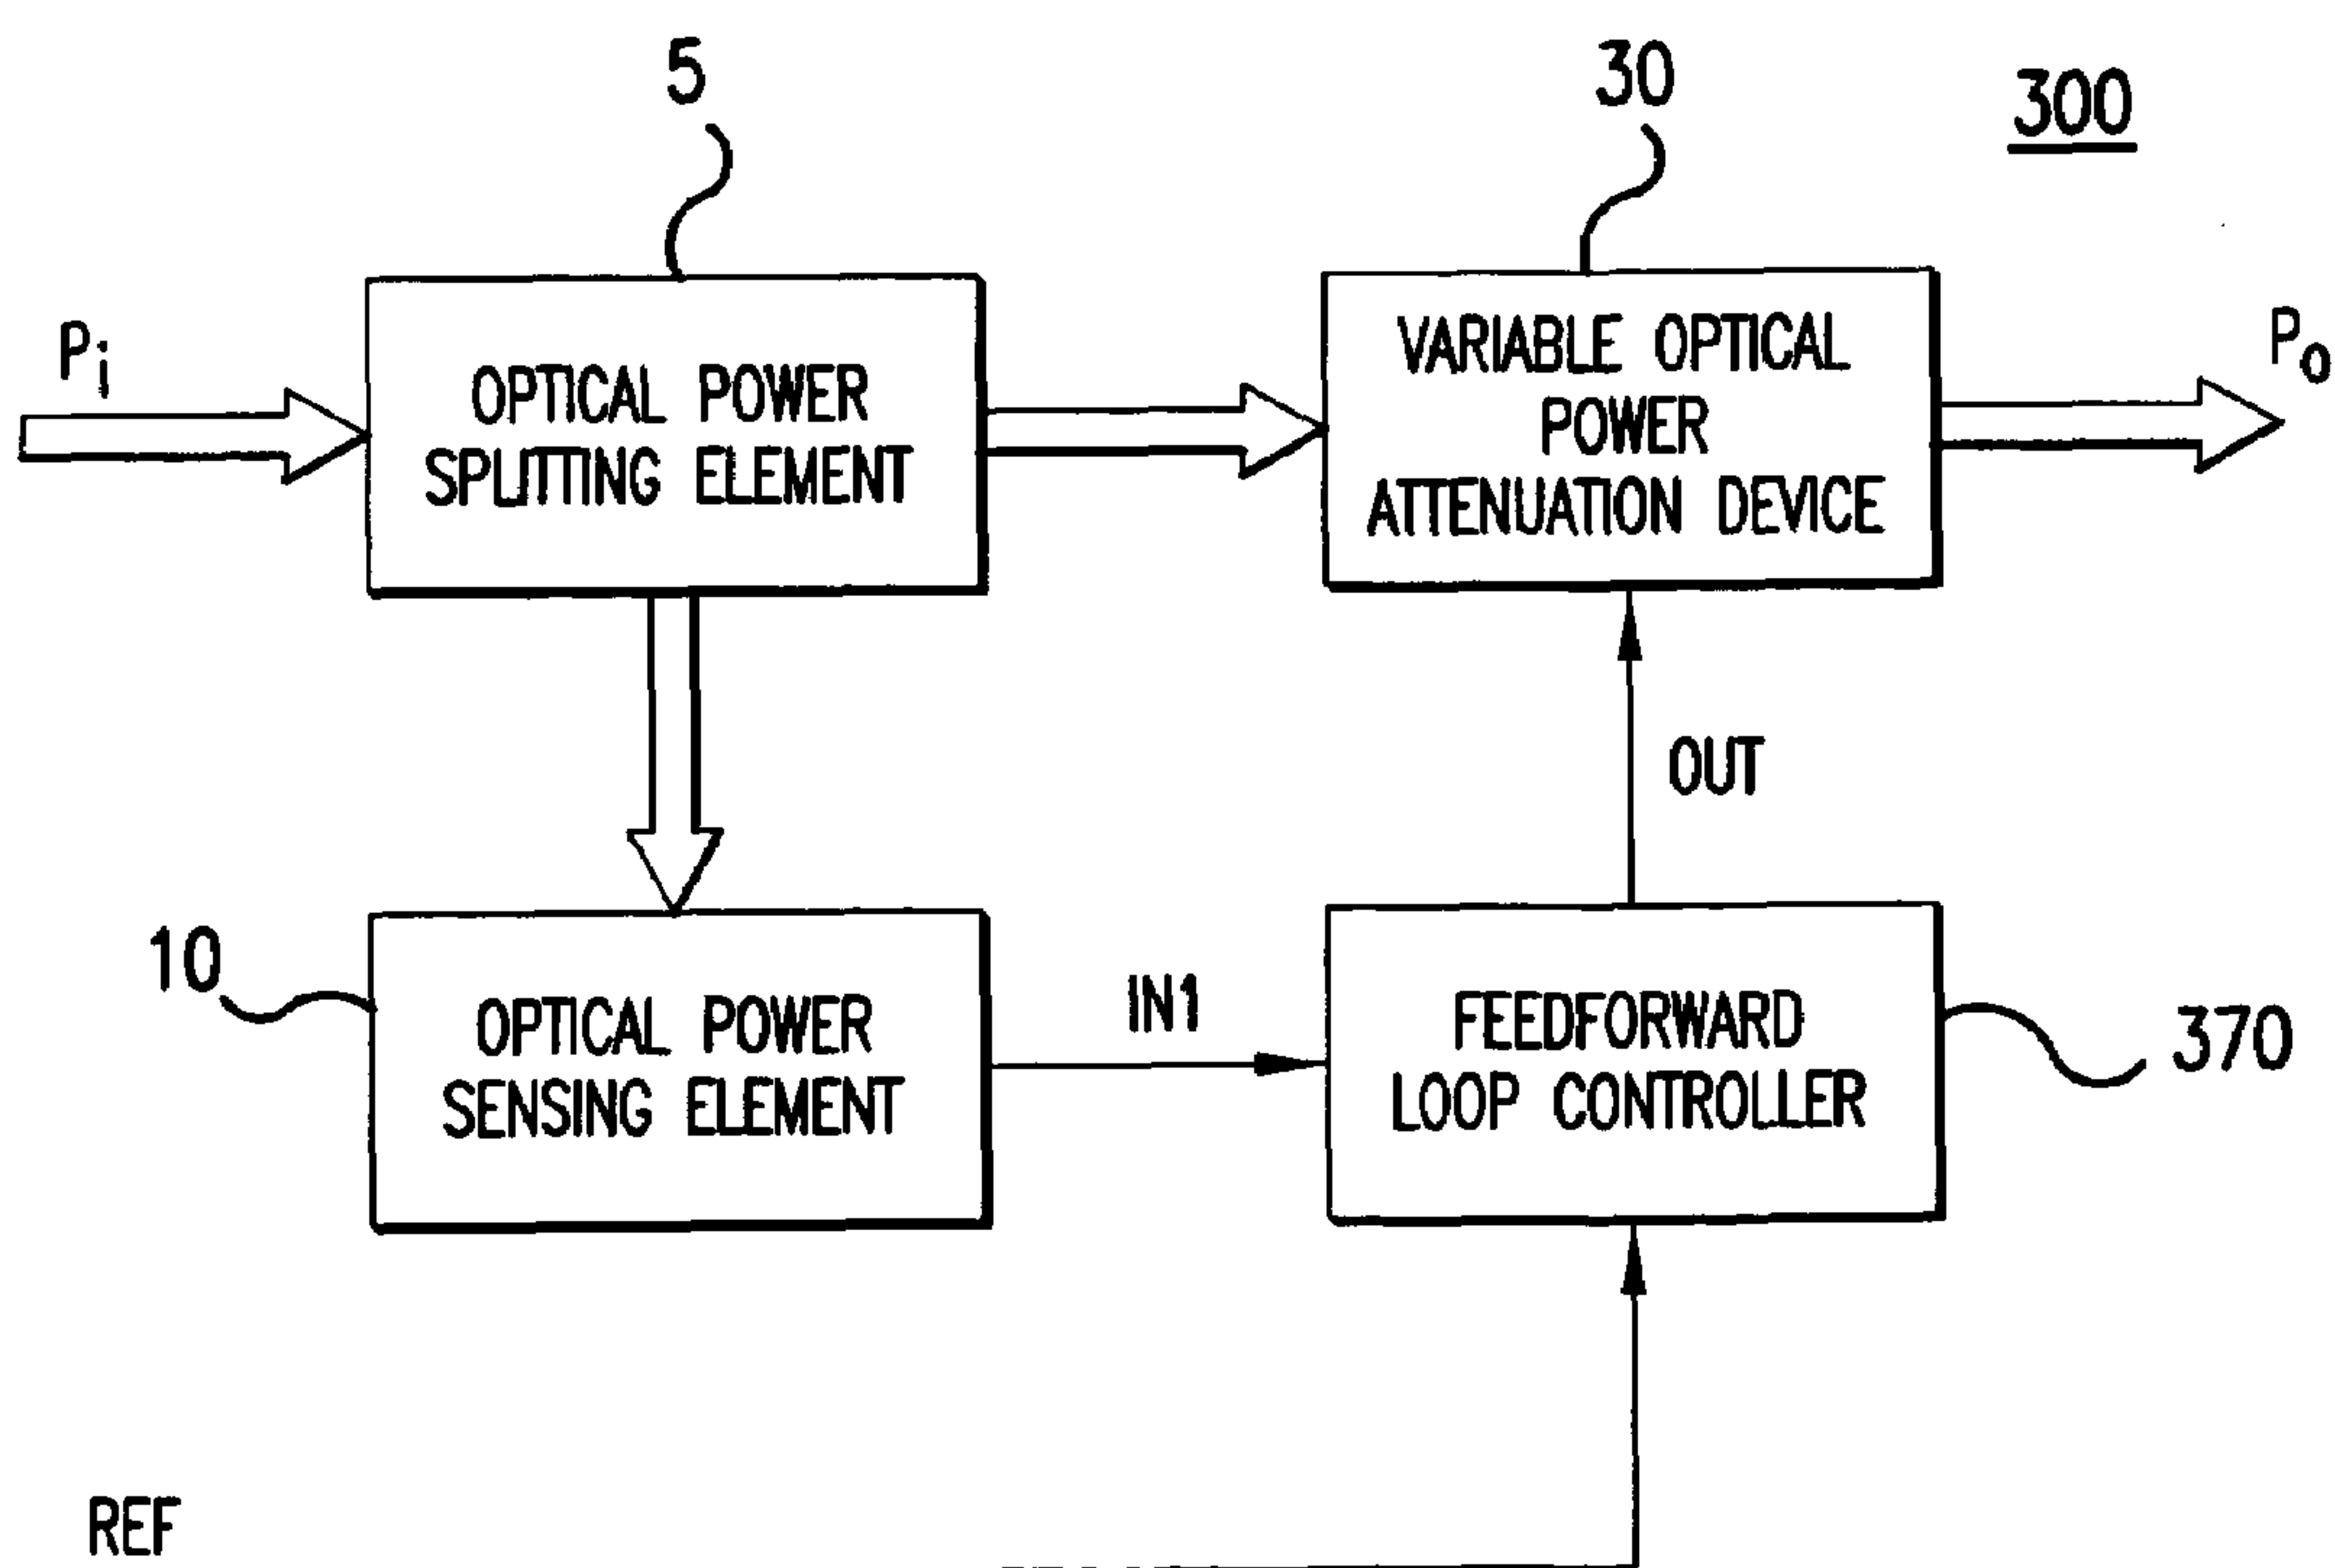 5
30
300
Pi
OPTICAL POWER
SPLITTING ELEMENT
VARIABLE OPTICAL
POWER
ATTENUATION DEVICE
Po
OUT
10
OPTICAL POWER
SENSING ELEMENT
IN1
FEEDFORWARD
LOOP CONTROLLER
370
REF